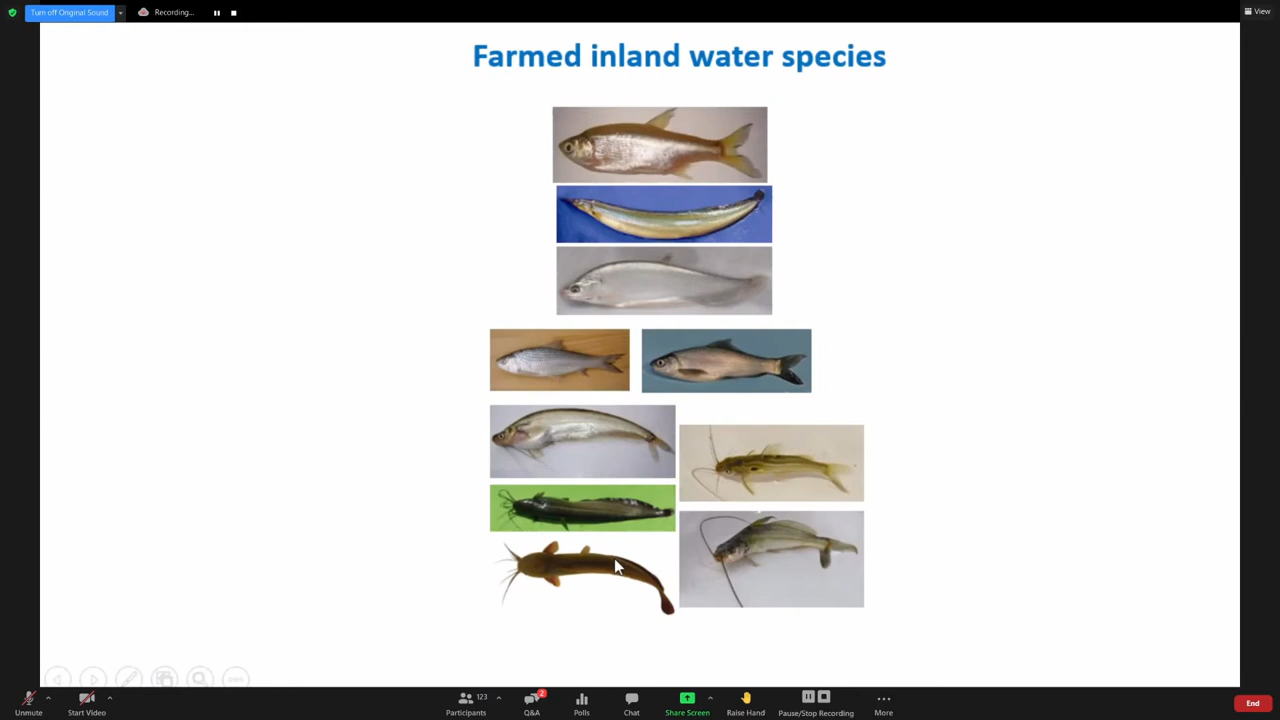 Turn off Original Sound
Recording...
View
Farmed inland water species
Unmute
Start Video
Participants
123
Q&A
2
Polls
Chat
Share Screen
Raise Hand
Pause/Stop Recording
More
End